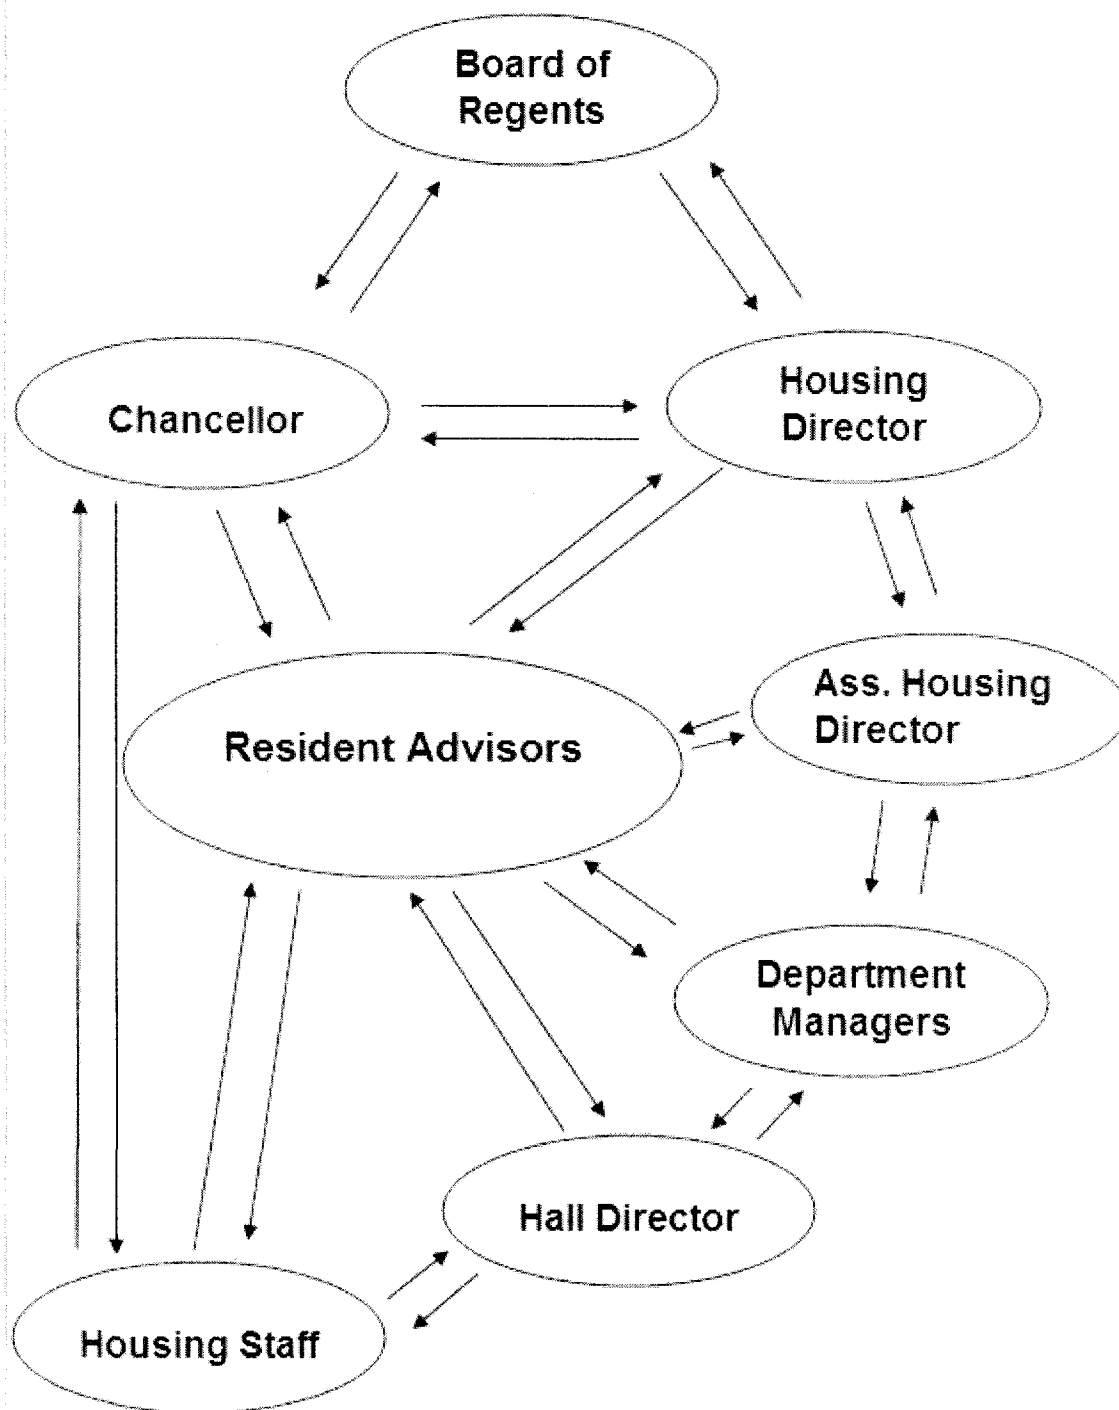 Board of
Regents
Chancellor
Housing
Director
Resident Advisors
Ass. Housing
Director
Department
Managers
Hall Director
Housing Staff